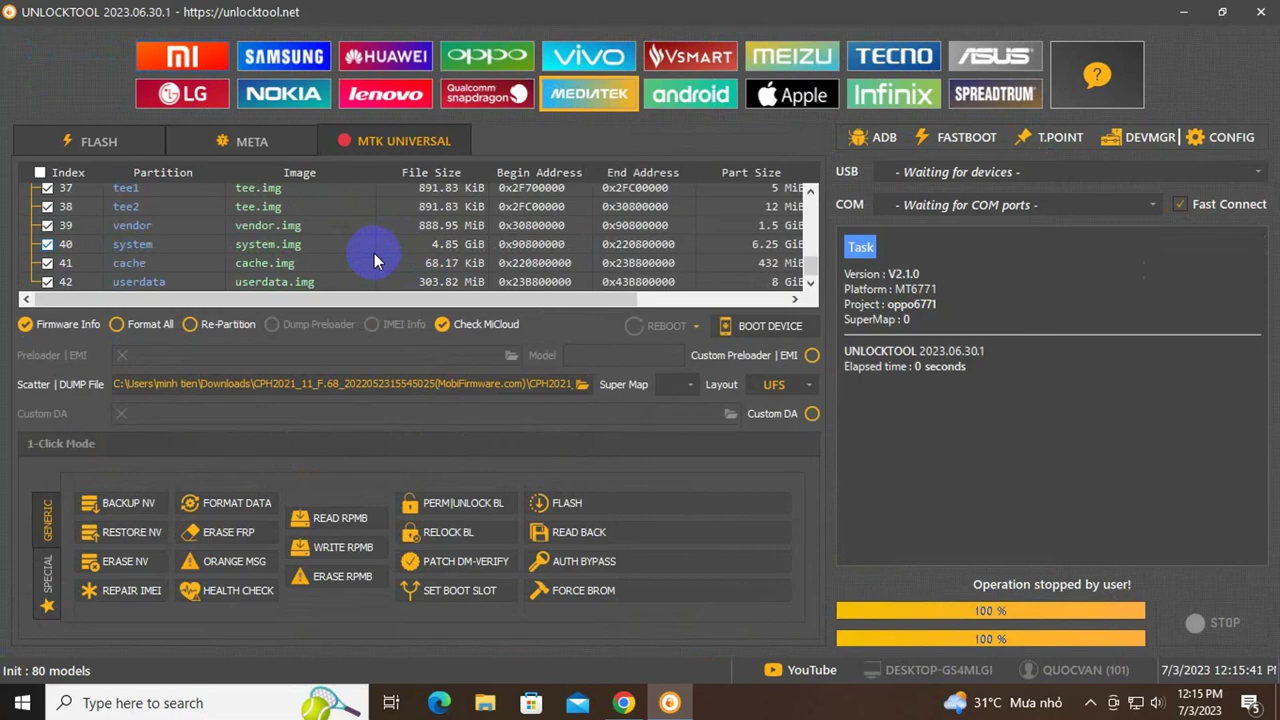 UNLOCKTOOL 2023.06.30.1 - https://unlocktool.net
mi SAMSUNG HUAWEI oppo vivo VSMART MEIZU TECNO ASUS
LG NOKIA lenovo Qualcomm snapdragon MEDIATEK android Apple Infinix SPREADTRUM ?
FLASH META MTK UNIVERSAL
ADB FASTBOOT T.POINT DEVMGR CONFIG
Index Partition Image File Size Begin Address End Address Part Size
37 tee1 tee.img 891.83 KiB 0x2F700000 0x2FC00000 5 MiB
38 tee2 tee.img 891.83 KiB 0x2FC00000 0x30800000 12 MiB
39 vendor vendor.img 888.95 MiB 0x30800000 0x90800000 1.5 GiB
40 system system.img 4.85 GiB 0x90800000 0x220800000 6.25 GiB
41 cache cache.img 68.17 KiB 0x220800000 0x23B800000 432 MiB
42 userdata userdata.img 303.82 MiB 0x23B800000 0x43B800000 8 GiB
USB - Waiting for devices -
COM - Waiting for COM ports - Fast Connect
Task
Version : V2.1.0
Platform : MT6771
Project : oppo6771
SuperMap : 0
UNLOCKTOOL 2023.06.30.1
Elapsed time : 0 seconds
Firmware Info Format All Re-Partition Dump Preloader IMEI Info Check MiCloud REBOOT BOOT DEVICE
Preloader | EMI Model Custom Preloader | EMI
Scatter | DUMP File C:\Users\minh tien\Downloads\CPH2021_11_F.68_2022052315545025(MobiFirmware.com)\CPH2021_ Super Map Layout UFS
Custom DA Custom DA
1-Click Mode
GENERIC
SPECIAL
BACKUP NV FORMAT DATA READ RPMB PERM|UNLOCK BL FLASH
RESTORE NV ERASE FRP WRITE RPMB RELOCK BL READ BACK
ERASE NV ORANGE MSG ERASE RPMB PATCH DM-VERIFY AUTH BYPASS
REPAIR IMEI HEALTH CHECK SET BOOT SLOT FORCE BROM
Operation stopped by user!
100 %
100 %
STOP
Init : 80 models YouTube DESKTOP-GS4MLGI QUOCVAN (101) 7/3/2023 12:15:41 PM
Type here to search 31°C Mưa nhỏ 12:15 PM
7/3/2023 5